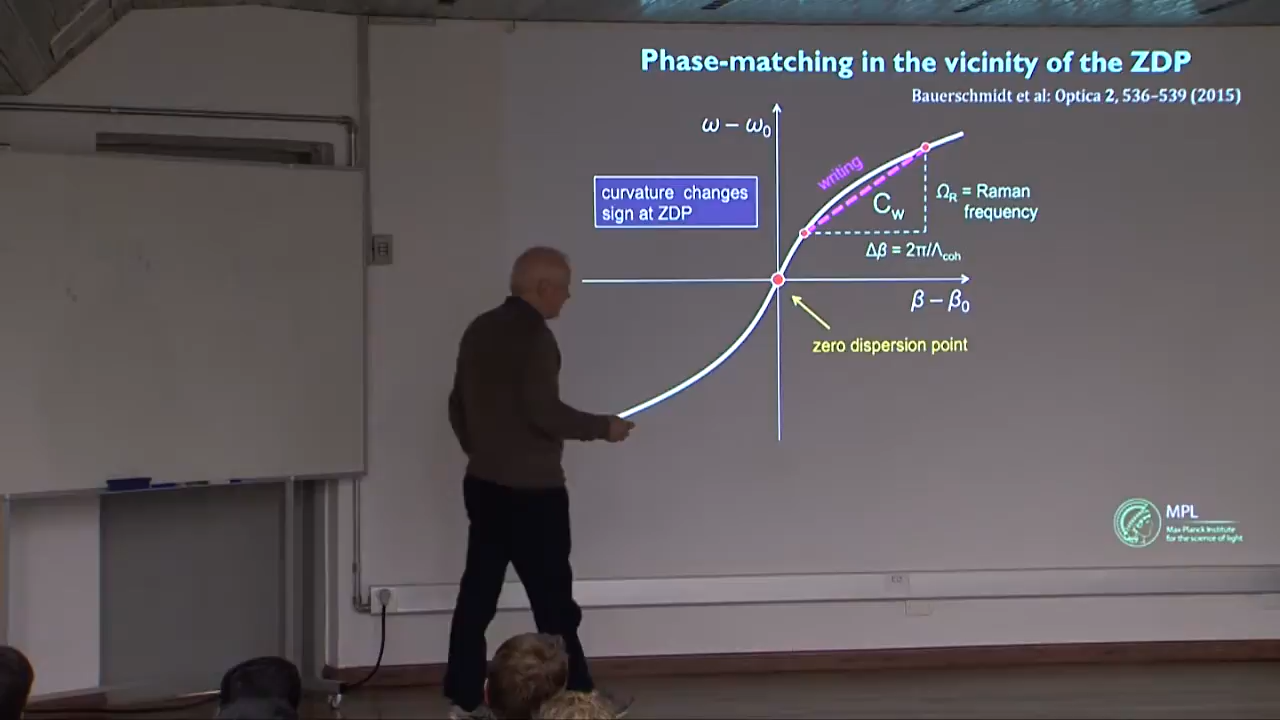 Phase-matching in the vicinity of the ZDP
Bauerschmidt et al: Optica 2, 536–539 (2015)
ω − ω₀
writing
curvature changes
sign at ZDP
Ω_R = Raman
frequency
C_w
Δβ = 2π/Λ_coh
β − β₀
zero dispersion point
MPL
Max Planck Institute
for the science of light